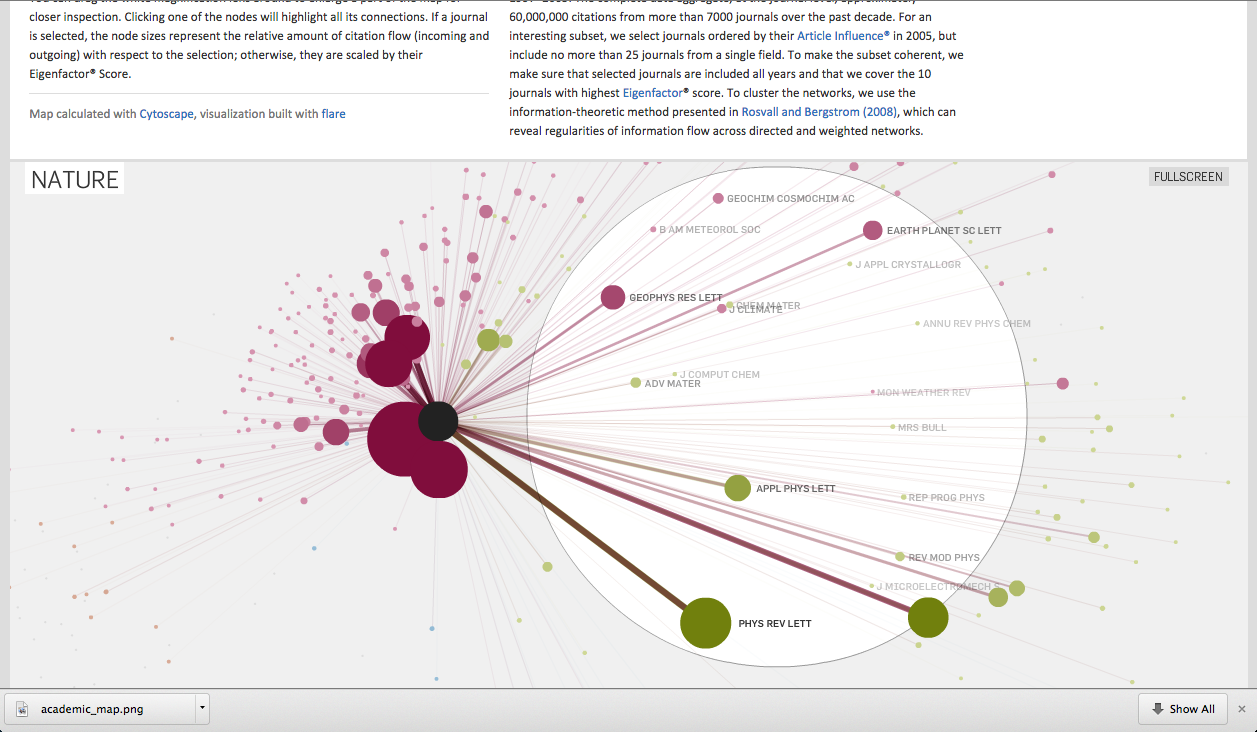 closer inspection. Clicking one of the nodes will highlight all its connections. If a journal
is selected, the node sizes represent the relative amount of citation flow (incoming and
outgoing) with respect to the selection; otherwise, they are scaled by their
Eigenfactor® Score.
Map calculated with Cytoscape, visualization built with flare
60,000,000 citations from more than 7000 journals over the past decade. For an
interesting subset, we select journals ordered by their Article Influence® in 2005, but
include no more than 25 journals from a single field. To make the subset coherent, we
make sure that selected journals are included all years and that we cover the 10
journals with highest Eigenfactor® score. To cluster the networks, we use the
information-theoretic method presented in Rosvall and Bergstrom (2008), which can
reveal regularities of information flow across directed and weighted networks.
NATURE
FULLSCREEN
GEOCHIM COSMOCHIM AC
B AM METEOROL SOC
EARTH PLANET SC LETT
J APPL CRYSTALLOGR
GEOPHYS RES LETT
CHEM MATER
J CLIMATE
ANNU REV PHYS CHEM
J COMPUT CHEM
ADV MATER
MON WEATHER REV
MRS BULL
APPL PHYS LETT
REP PROG PHYS
REV MOD PHYS
J MICROELECTROMECH S
PHYS REV LETT
academic_map.png
Show All